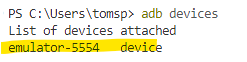 PS C:\Users\tomsp> adb devices
List of devices attached
emulator-5554   device